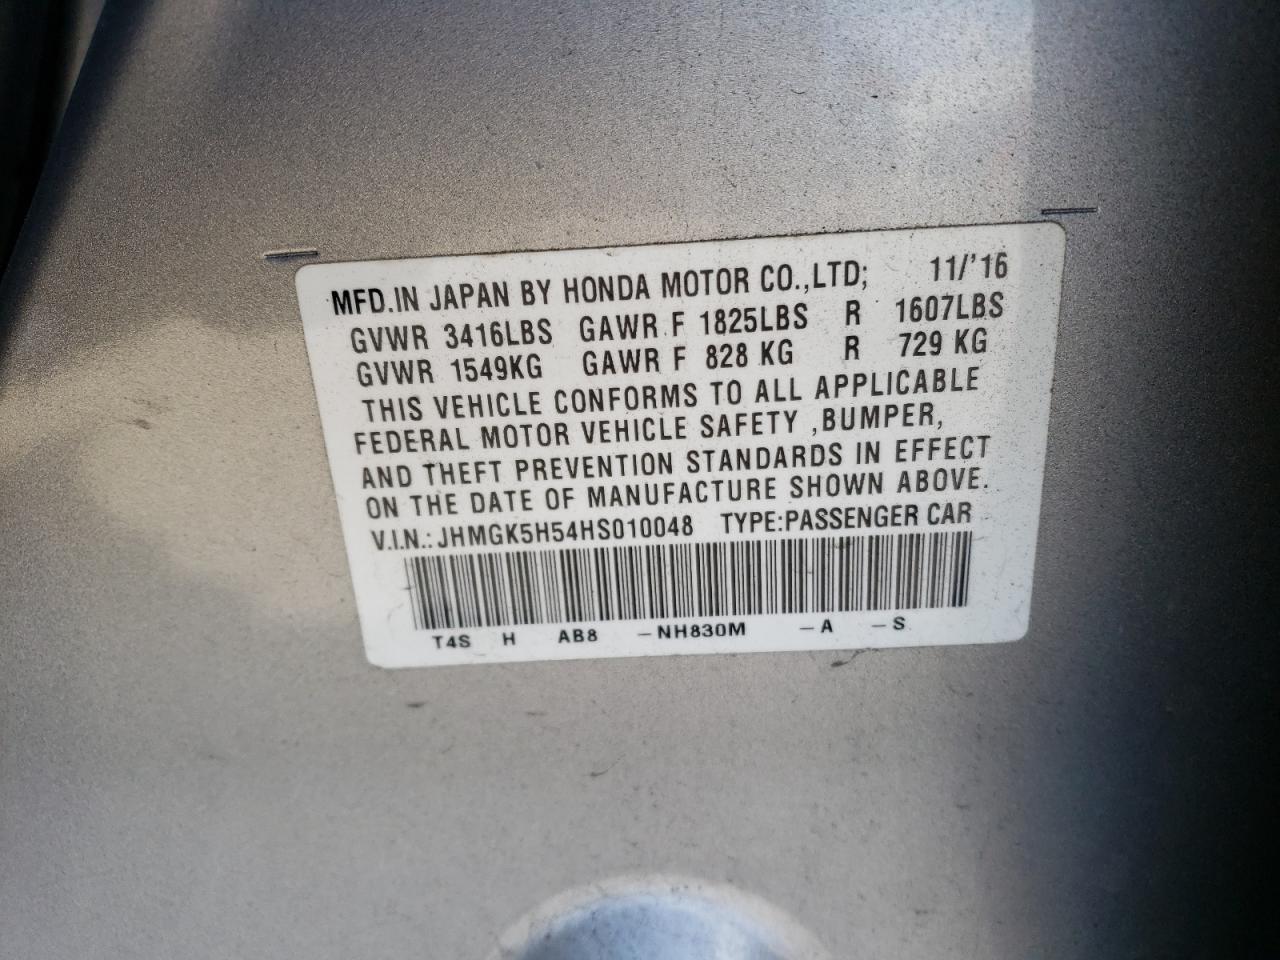 MFD.IN JAPAN BY HONDA MOTOR CO.,LTD; 11/'16
GVWR 3416LBS GAWR F 1825LBS R 1607LBS
GVWR 1549KG GAWR F 828 KG R 729 KG
THIS VEHICLE CONFORMS TO ALL APPLICABLE
FEDERAL MOTOR VEHICLE SAFETY ,BUMPER,
AND THEFT PREVENTION STANDARDS IN EFFECT
ON THE DATE OF MANUFACTURE SHOWN ABOVE.
V.I.N.: JHMGK5H54HS010048 TYPE:PASSENGER CAR
T4S H AB8 -NH830M -A -S